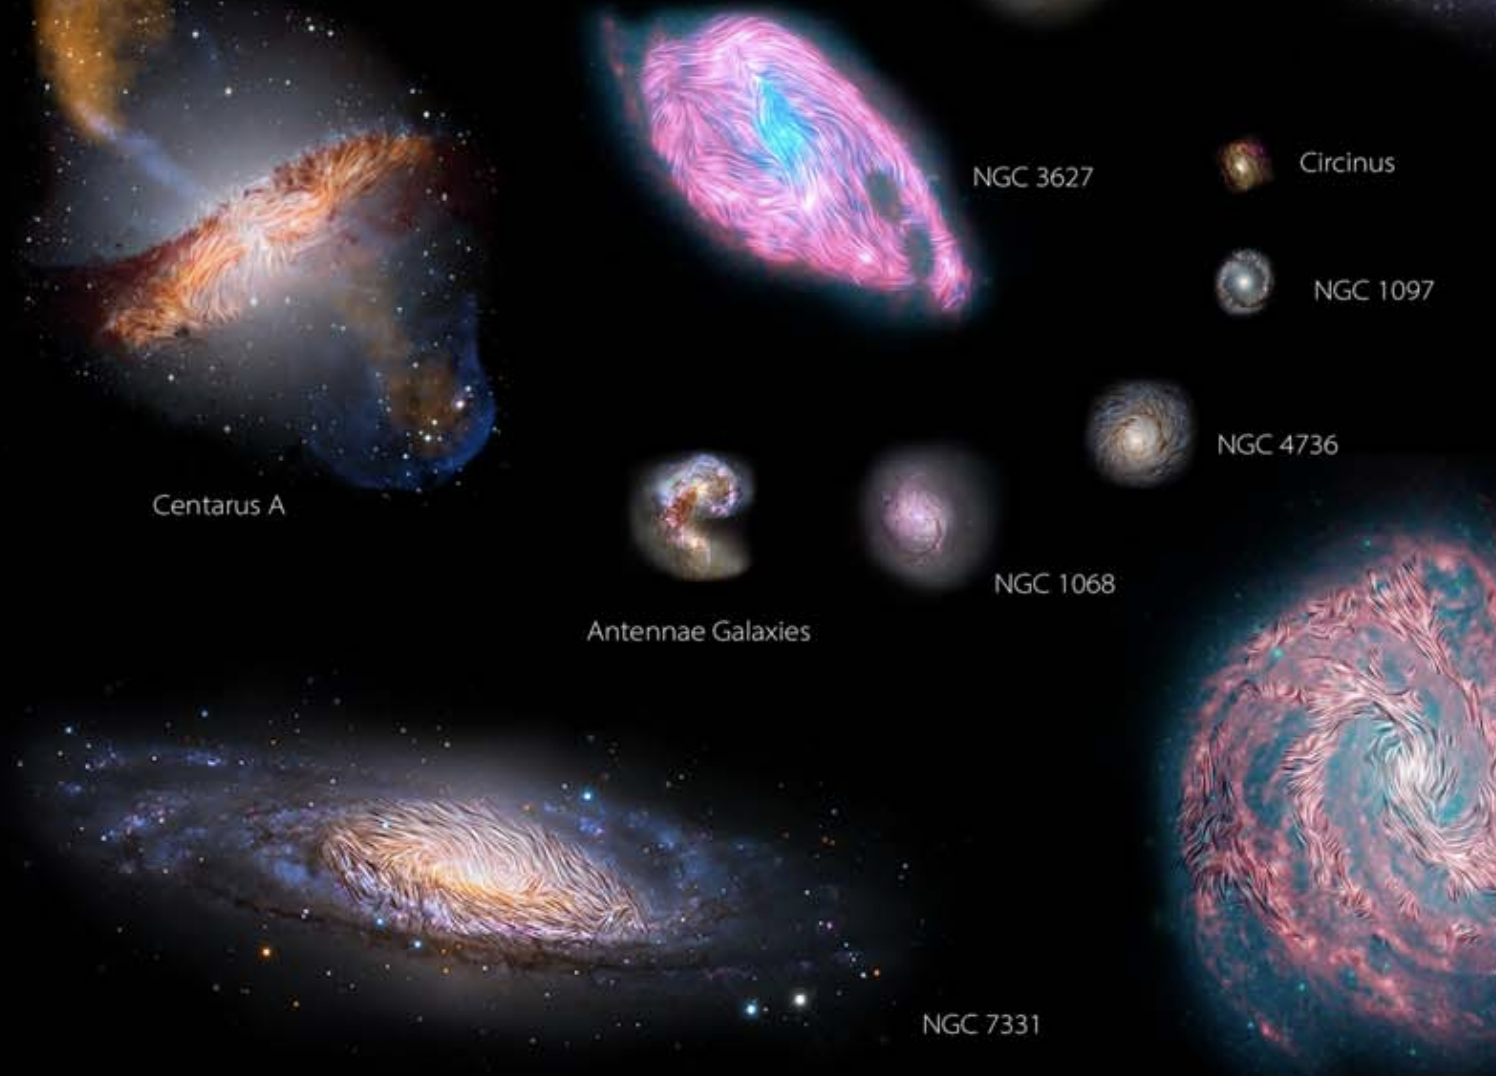 NGC 3627
Circinus
NGC 1097
NGC 4736
Centarus A
NGC 1068
Antennae Galaxies
NGC 7331